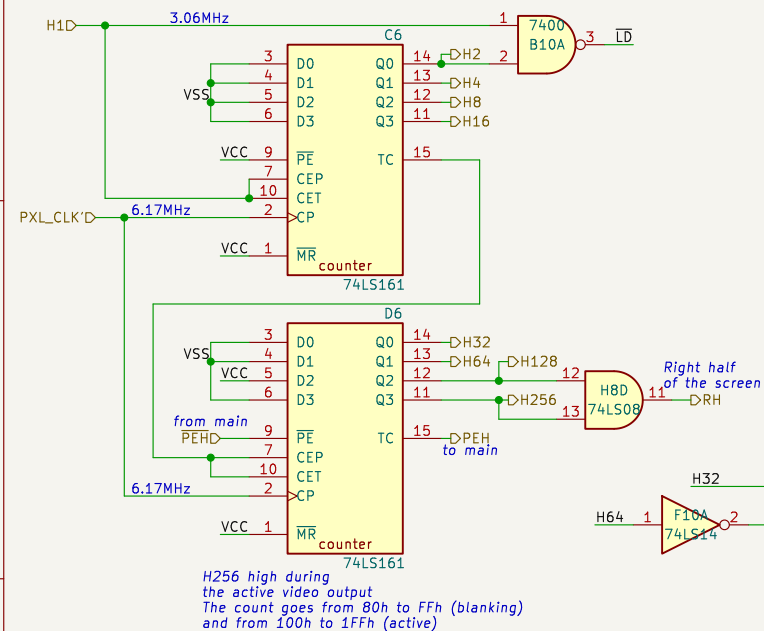 H1
3.06MHz
1
7400
B10A
2
3
LD
C6
3
D0
Q0
14
H2
4
D1
Q1
13
H4
VSS
5
D2
Q2
12
H8
6
D3
Q3
11
H16
VCC
9
PE
TC
15
7
CEP
10
CET
PXL_CLK'
6.17MHz
2
CP
VCC
1
MR
counter
74LS161
D6
3
D0
Q0
14
H32
VSS
4
D1
Q1
13
H64
H128
VCC
5
D2
Q2
12
6
D3
Q3
11
H256
12
H8D
74LS08
13
11
RH
Right half
of the screen
from main
PEH
9
PE
TC
15
PEH
to main
7
CEP
10
CET
6.17MHz
2
CP
VCC
1
MR
counter
74LS161
H32
H64
1
F10A
74LS14
2
H256 high during
the active video output
The count goes from 80h to FFh (blanking)
and from 100h to 1FFh (active)